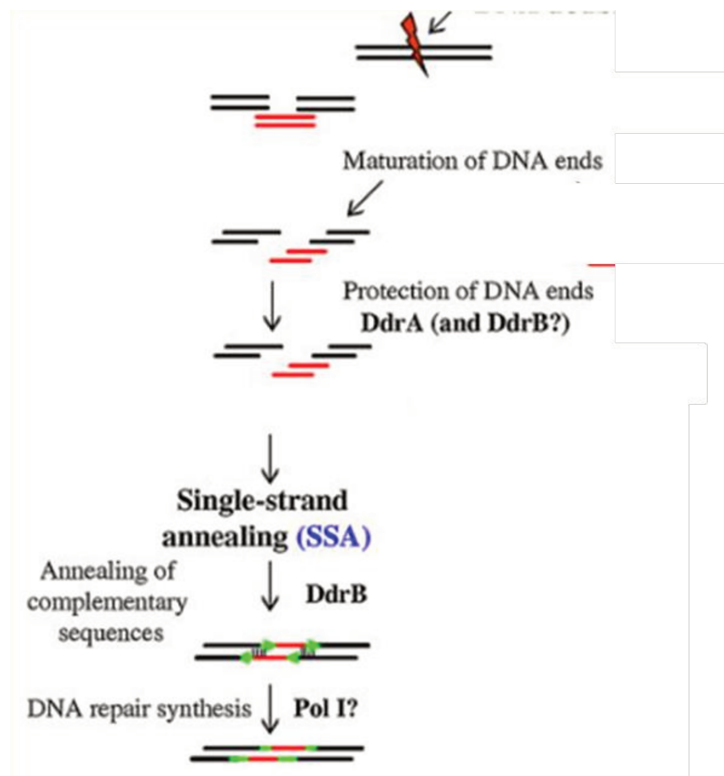 Maturation of DNA ends
Protection of DNA ends
DdrA (and DdrB?)
Single-strand
annealing (SSA)
Annealing of
complementary
sequences
DdrB
DNA repair synthesis
Pol I?